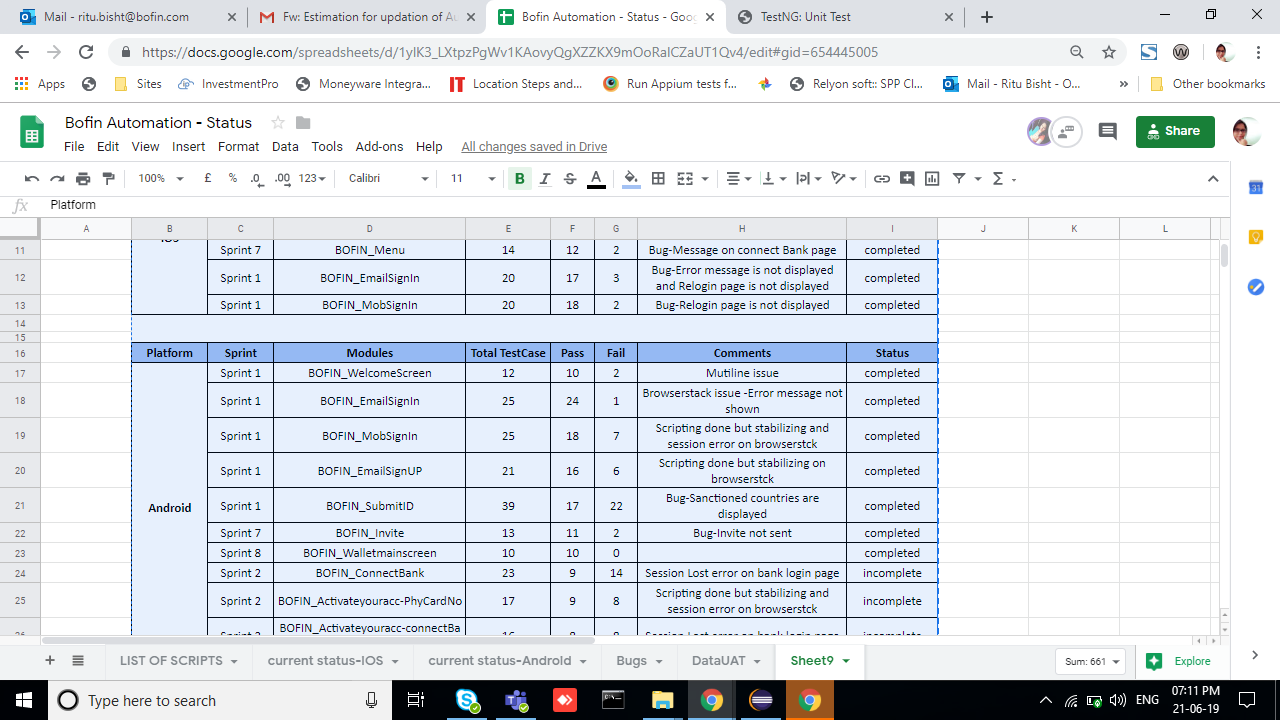 Mail - ritu.bisht@bofin.com
Fw: Estimation for updation of Au
Bofin Automation - Status - Goog
TestNG: Unit Test
https://docs.google.com/spreadsheets/d/1ylK3_LXtpzPgWv1KAovyQgXZZKX9mOoRalCZaUT1Qv4/edit#gid=654445005
Apps
Sites
InvestmentPro
Moneyware Integra...
Location Steps and...
Run Appium tests f...
Relyon soft:: SPP Cl...
Mail - Ritu Bisht - O...
»
Other bookmarks
Bofin Automation - Status
File Edit View Insert Format Data Tools Add-ons Help All changes saved in Drive
Share
100% £ % .0 .00 123 Calibri 11 B I S A
fx Platform
A B C D E F G H I J K L
11 Sprint 7 BOFIN_Menu 14 12 2 Bug-Message on connect Bank page completed
12 Sprint 1 BOFIN_EmailSignIn 20 17 3 Bug-Error message is not displayed and Relogin page is not displayed completed
13 Sprint 1 BOFIN_MobSignIn 20 18 2 Bug-Relogin page is not displayed completed
14
15
16 Platform Sprint Modules Total TestCase Pass Fail Comments Status
17 Sprint 1 BOFIN_WelcomeScreen 12 10 2 Mutiline issue completed
18 Sprint 1 BOFIN_EmailSignIn 25 24 1 Browserstack issue -Error message not shown completed
19 Sprint 1 BOFIN_MobSignIn 25 18 7 Scripting done but stabilizing and session error on browserstck completed
20 Sprint 1 BOFIN_EmailSignUP 21 16 6 Scripting done but stabilizing on browserstck completed
21 Android Sprint 1 BOFIN_SubmitID 39 17 22 Bug-Sanctioned countries are displayed completed
22 Sprint 7 BOFIN_Invite 13 11 2 Bug-Invite not sent completed
23 Sprint 8 BOFIN_Walletmainscreen 10 10 0 completed
24 Sprint 2 BOFIN_ConnectBank 23 9 14 Session Lost error on bank login page incomplete
25 Sprint 2 BOFIN_Activateyouracc-PhyCardNo 17 9 8 Scripting done but stabilizing and session error on browserstck incomplete
BOFIN_Activateyouracc-connectBa
LIST OF SCRIPTS current status-IOS current status-Android Bugs DataUAT Sheet9 Sum: 661 Explore
Type here to search
ENG
07:11 PM
21-06-19